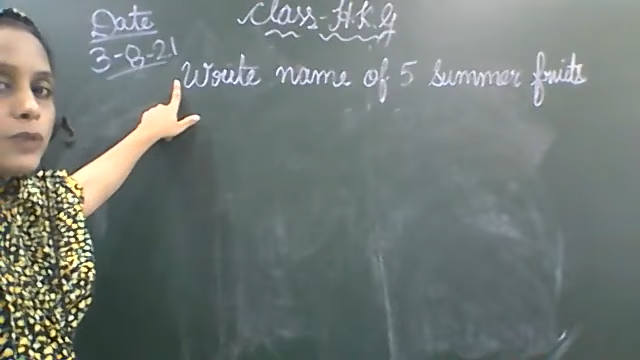 Date
3-8-21
Class-H.K.G
Write name of 5 summer fruits